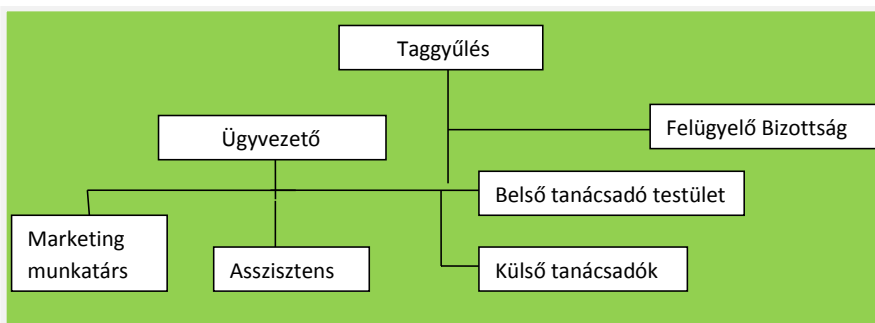 Taggyűlés
Felügyelő Bizottság
Ügyvezető
Belső tanácsadó testület
Marketing
munkatárs
Asszisztens
Külső tanácsadók